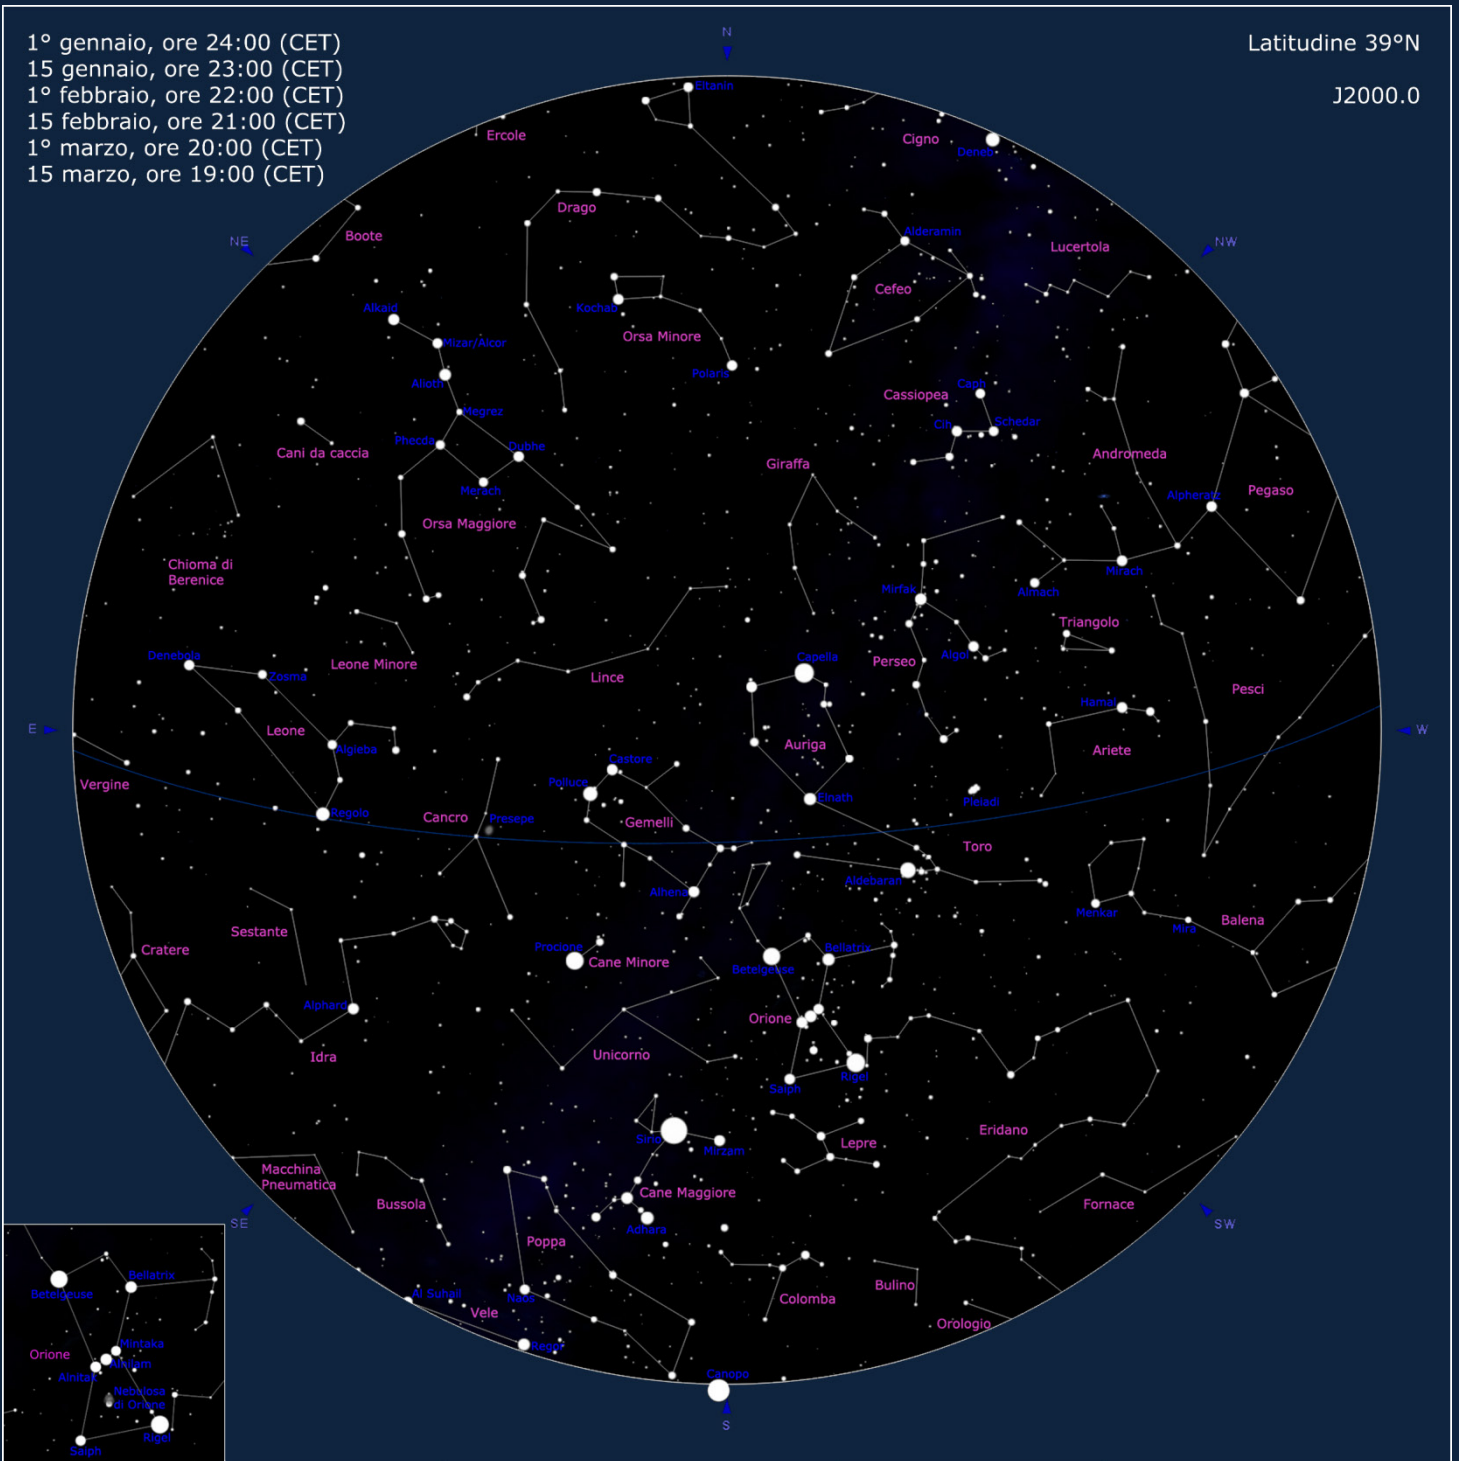 1° gennaio, ore 24:00 (CET)
15 gennaio, ore 23:00 (CET)
1° febbraio, ore 22:00 (CET)
15 febbraio, ore 21:00 (CET)
1° marzo, ore 20:00 (CET)
15 marzo, ore 19:00 (CET)
Latitudine 39°N
J2000.0
N
Eltanin
Ercole
Cigno
Deneb
Drago
Boote
NE
NW
Alderamin
Lucertola
Cefeo
Kochab
Alkaid
Orsa Minore
Mizar/Alcor
Polaris
Alioth
Caph
Cassiopea
Megrez
Cih
Schedar
Phecda
Dubhe
Cani da caccia
Andromeda
Giraffa
Merach
Pegaso
Alpheratz
Orsa Maggiore
Chioma di
Berenice
Mirach
Mirfak
Almach
Triangolo
Denebola
Algol
Capella
Leone Minore
Perseo
Zosma
Lince
Pesci
Hamal
E
Leone
W
Auriga
Algieba
Ariete
Castore
Vergine
Polluce
Elnath
Pleiadi
Regolo
Cancro
Presepe
Gemelli
Toro
Aldebaran
Alhena
Menkar
Balena
Mira
Sestante
Cratere
Procione
Bellatrix
Cane Minore
Betelgeuse
Alphard
Orione
Idra
Unicorno
Rigel
Saiph
Eridano
Sirio
Lepre
Mirzam
Macchina
Pneumatica
Cane Maggiore
Bussola
Fornace
SE
SW
Adhara
Poppa
Bulino
Al Suhail
Naos
Colomba
Vele
Orologio
Regor
Canopo
S
Bellatrix
Betelgeuse
Mintaka
Orione
Alnilam
Alnitak
Nebulosa
di Orione
Rigel
Saiph